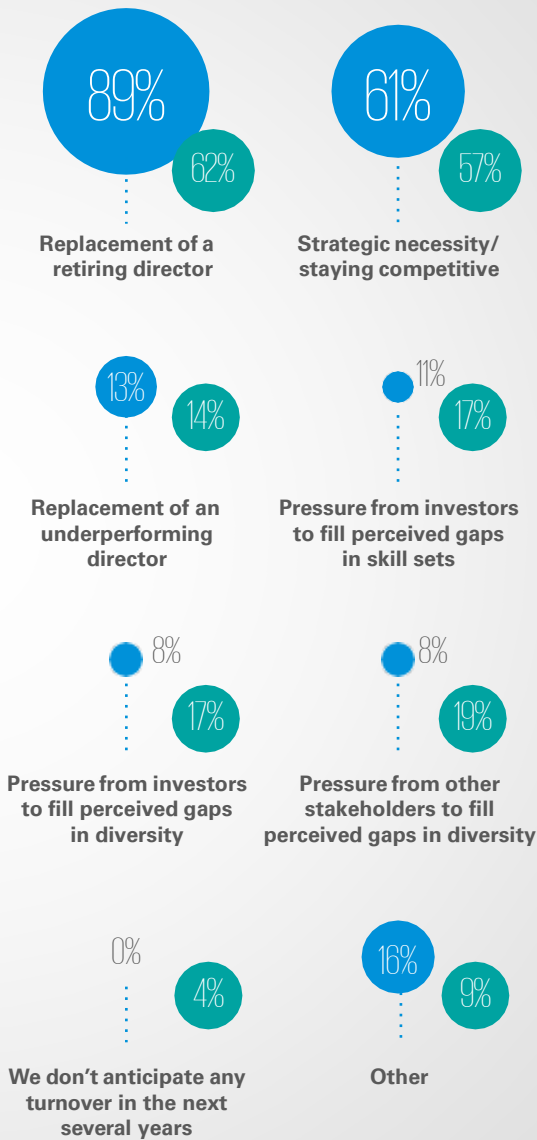 89%
62%
Replacement of a
retiring director
61%
57%
Strategic necessity/
staying competitive
13%
14%
Replacement of an
underperforming
director
11%
17%
Pressure from investors
to fill perceived gaps
in skill sets
8%
17%
Pressure from investors
to fill perceived gaps
in diversity
8%
19%
Pressure from other
stakeholders to fill
perceived gaps in diversity
0%
4%
We don't anticipate any
turnover in the next
several years
16%
9%
Other